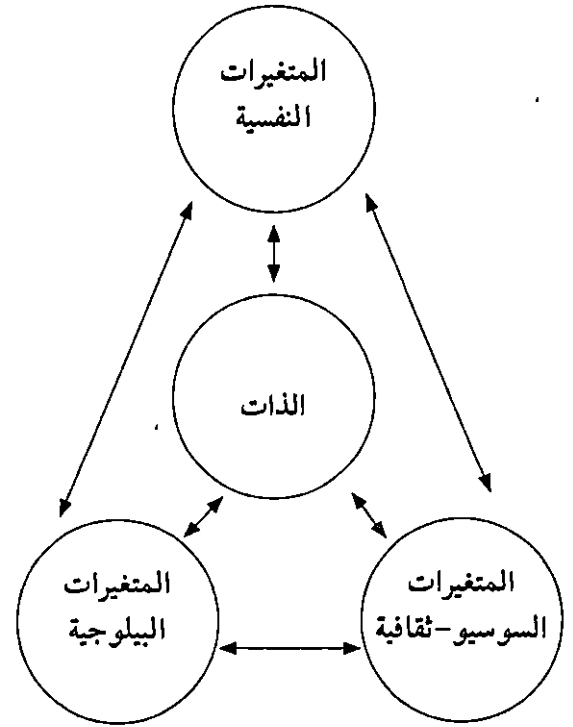 المتغيرات
النفسية
الذات
المتغيرات
السوسيو-ثقافية
المتغيرات
البيلوجية